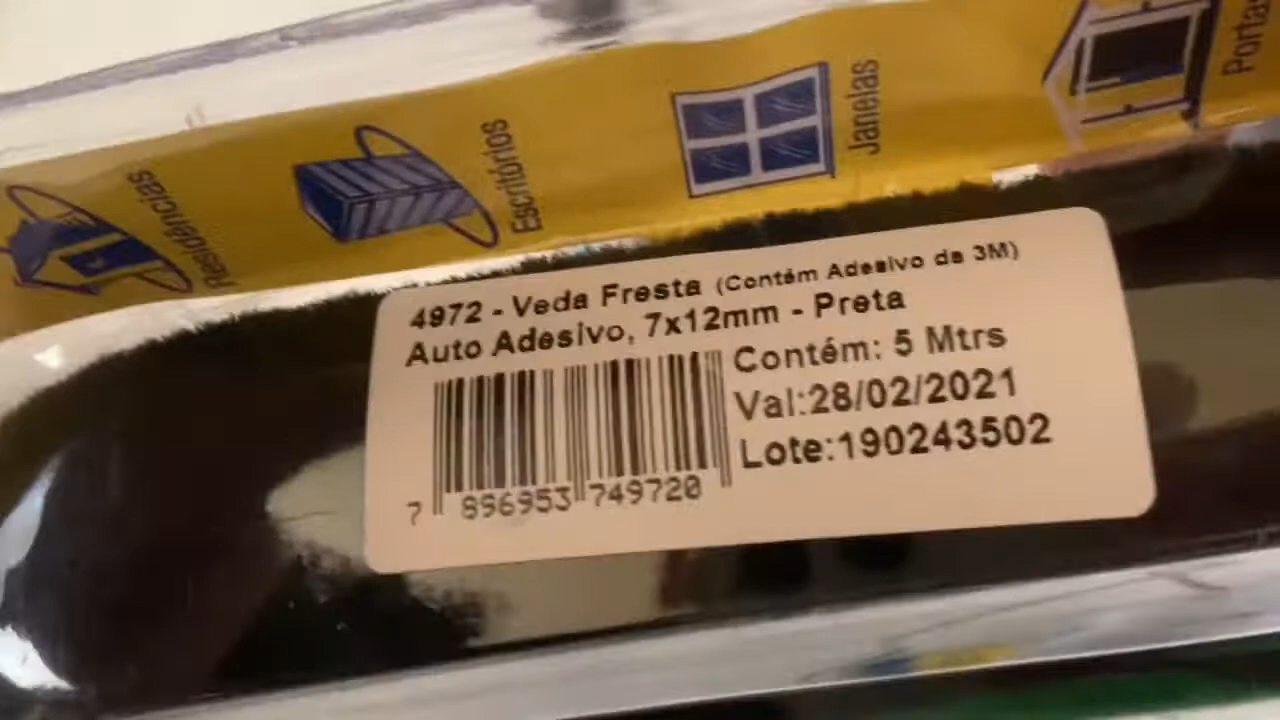 Residências
Escritórios
Janelas
Portas
4972 - Veda Fresta (Contém Adesivo da 3M)
Auto Adesivo, 7x12mm - Preta
Contém: 5 Mtrs
Val:28/02/2021
Lote:190243502
7 896953 749720